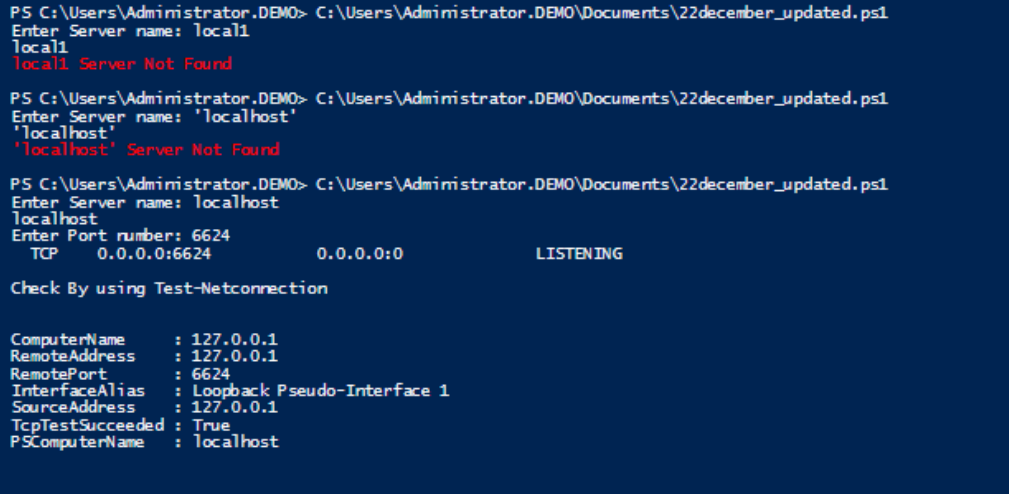 PS C:\Users\Administrator.DEMO> C:\Users\Administrator.DEMO\Documents\22december_updated.ps1
Enter Server name: local1
local1
local1 Server Not Found
PS C:\Users\Administrator.DEMO> C:\Users\Administrator.DEMO\Documents\22december_updated.ps1
Enter Server name: 'localhost'
'localhost'
'localhost' Server Not Found
PS C:\Users\Administrator.DEMO> C:\Users\Administrator.DEMO\Documents\22december_updated.ps1
Enter Server name: localhost
localhost
Enter Port number: 6624
  TCP    0.0.0.0:6624           0.0.0.0:0              LISTENING
Check By using Test-Netconnection
ComputerName     : 127.0.0.1
RemoteAddress    : 127.0.0.1
RemotePort       : 6624
InterfaceAlias   : Loopback Pseudo-Interface 1
SourceAddress    : 127.0.0.1
TcpTestSucceeded : True
PSComputerName   : localhost